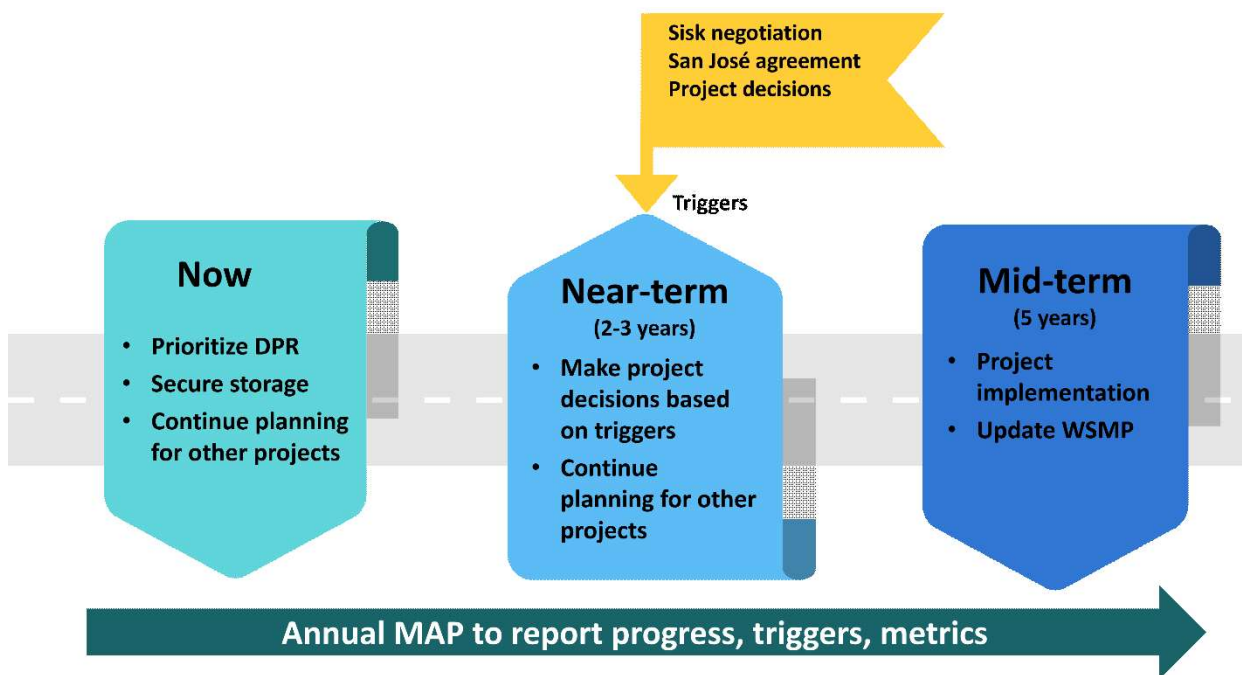 Sisk negotiation
San José agreement
Project decisions
Triggers
Now
• Prioritize DPR
• Secure storage
• Continue planning
for other projects
Near-term
(2-3 years)
• Make project
decisions based
on triggers
• Continue
planning for other
projects
Mid-term
(5 years)
• Project
implementation
• Update WSMP
Annual MAP to report progress, triggers, metrics